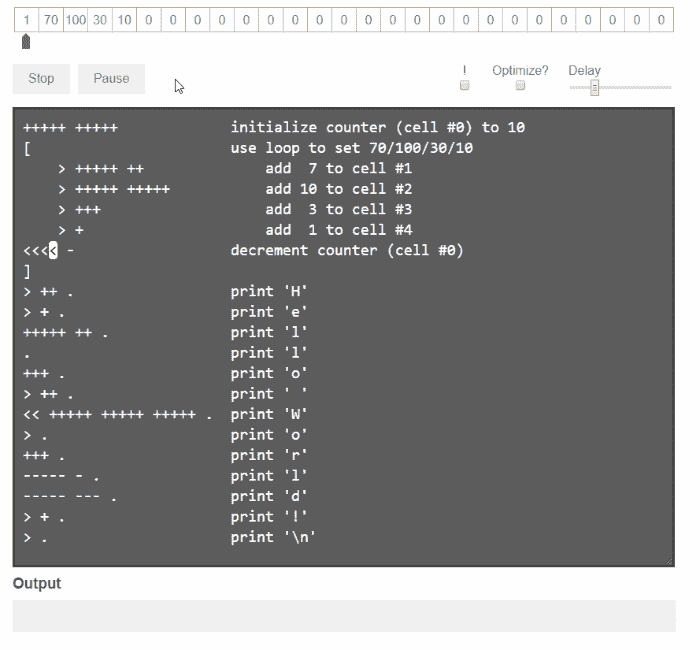 1 70 100 30 10 0 0 0 0 0 0 0 0 0 0 0 0 0 0 0 0 0 0 0 0 0 0
Stop Pause ! Optimize? Delay
+++++ +++++             initialize counter (cell #0) to 10
[                       use loop to set 70/100/30/10
    > +++++ ++              add  7 to cell #1
    > +++++ +++++           add 10 to cell #2
    > +++                   add  3 to cell #3
    > +                     add  1 to cell #4
<<<< -                  decrement counter (cell #0)
]
> ++ .                  print 'H'
> + .                   print 'e'
+++++ ++ .              print 'l'
.                       print 'l'
+++ .                   print 'o'
> ++ .                  print ' '
<< +++++ +++++ +++++ .  print 'W'
> .                     print 'o'
+++ .                   print 'r'
----- - .               print 'l'
----- --- .             print 'd'
> + .                   print '!'
> .                     print '\n'
Output